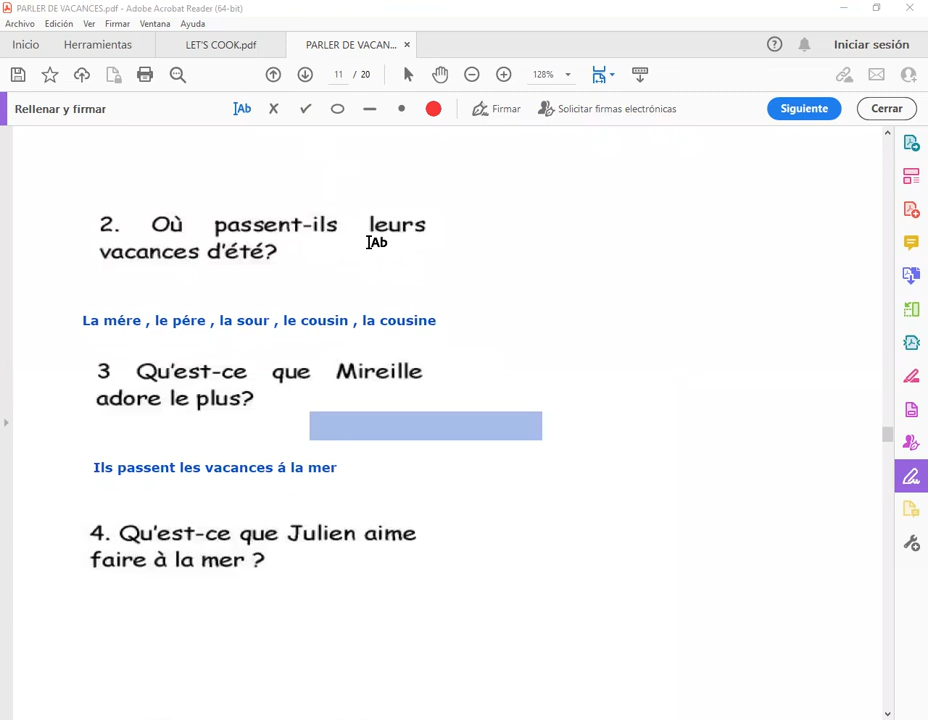 PARLER DE VACANCES.pdf - Adobe Acrobat Reader (64-bit)
Archivo Edición Ver Firmar Ventana Ayuda
Inicio Herramientas LET'S COOK.pdf PARLER DE VACAN... × Iniciar sesión
11 / 20 128%
Rellenar y firmar Ab Firmar Solicitar firmas electrónicas Siguiente Cerrar
2. Où passent-ils leurs
vacances d'été?
Ab
La mére , le pére , la sour , le cousin , la cousine
3 Qu'est-ce que Mireille
adore le plus?
Ils passent les vacances á la mer
4. Qu'est-ce que Julien aime
faire à la mer ?